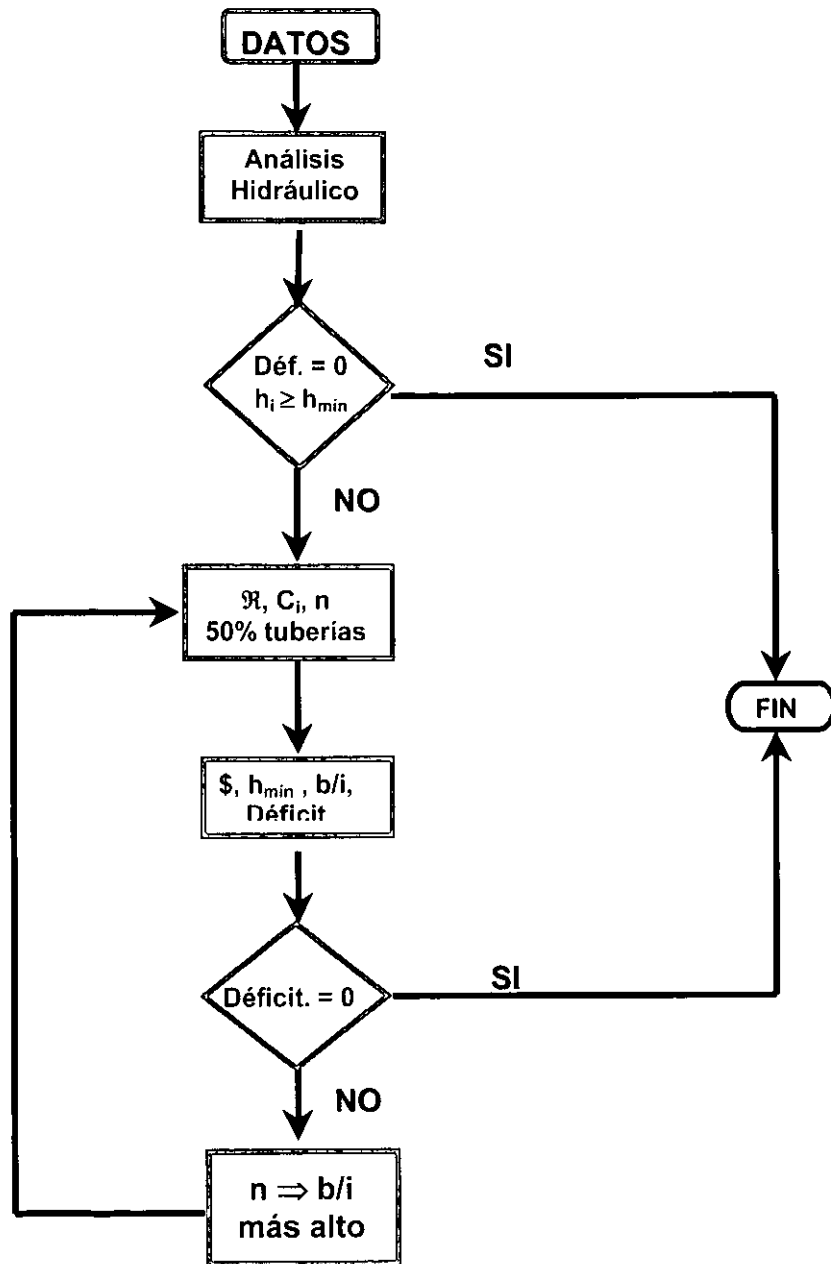 DATOS
Análisis
Hidráulico
Déf. = 0
hᵢ ≥ hₘᵢₙ
SI
NO
ℜ, Cᵢ, n
50% tuberías
FIN
$, hₘᵢₙ , b/i,
Déficit
Déficit. = 0
SI
NO
n ⇒ b/i
más alto